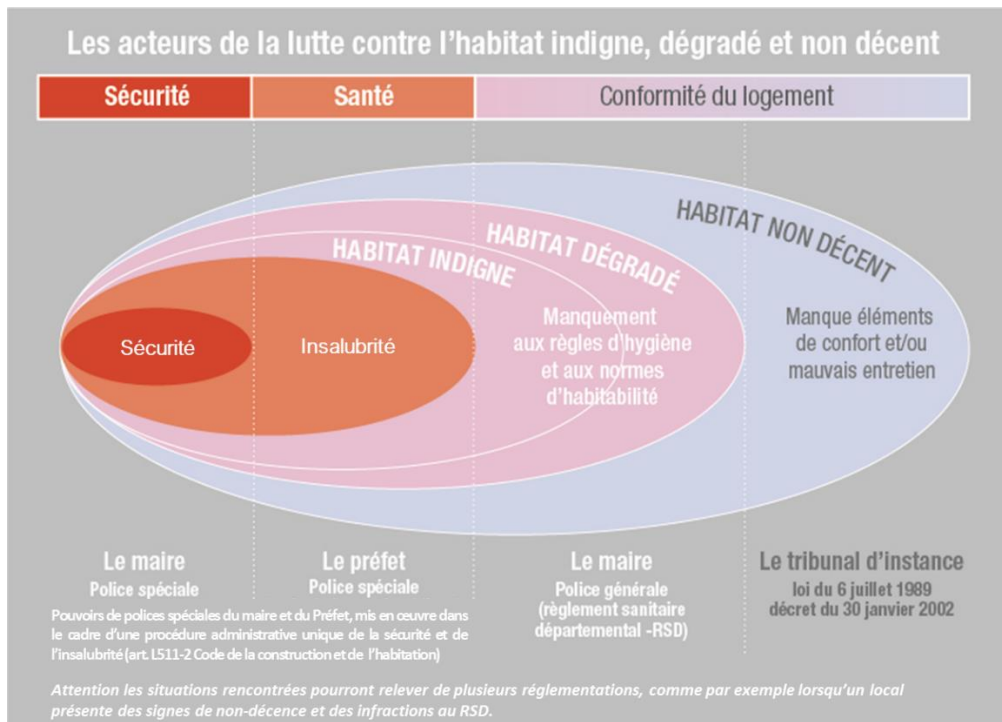 Les acteurs de la lutte contre l'habitat indigne, dégradé et non décent
Sécurité
Santé
Conformité du logement
HABITAT NON DÉCENT
HABITAT DÉGRADÉ
HABITAT INDIGNE
Sécurité
Insalubrité
Manquement
aux règles d'hygiène
et aux normes
d'habitabilité
Manque éléments
de confort et/ou
mauvais entretien
Le maire
Police spéciale
Le préfet
Police spéciale
Pouvoirs de polices spéciales du maire et du Préfet, mis en œuvre dans
le cadre d'une procédure administrative unique de la sécurité et de
l'insalubrité (art. L511-2 Code de la construction et de l'habitation)
Le maire
Police générale
(règlement sanitaire
départemental -RSD)
Le tribunal d'instance
loi du 6 juillet 1989
décret du 30 janvier 2002
Attention les situations rencontrées pourront relever de plusieurs réglementations, comme par exemple lorsqu'un local
présente des signes de non-décence et des infractions au RSD.